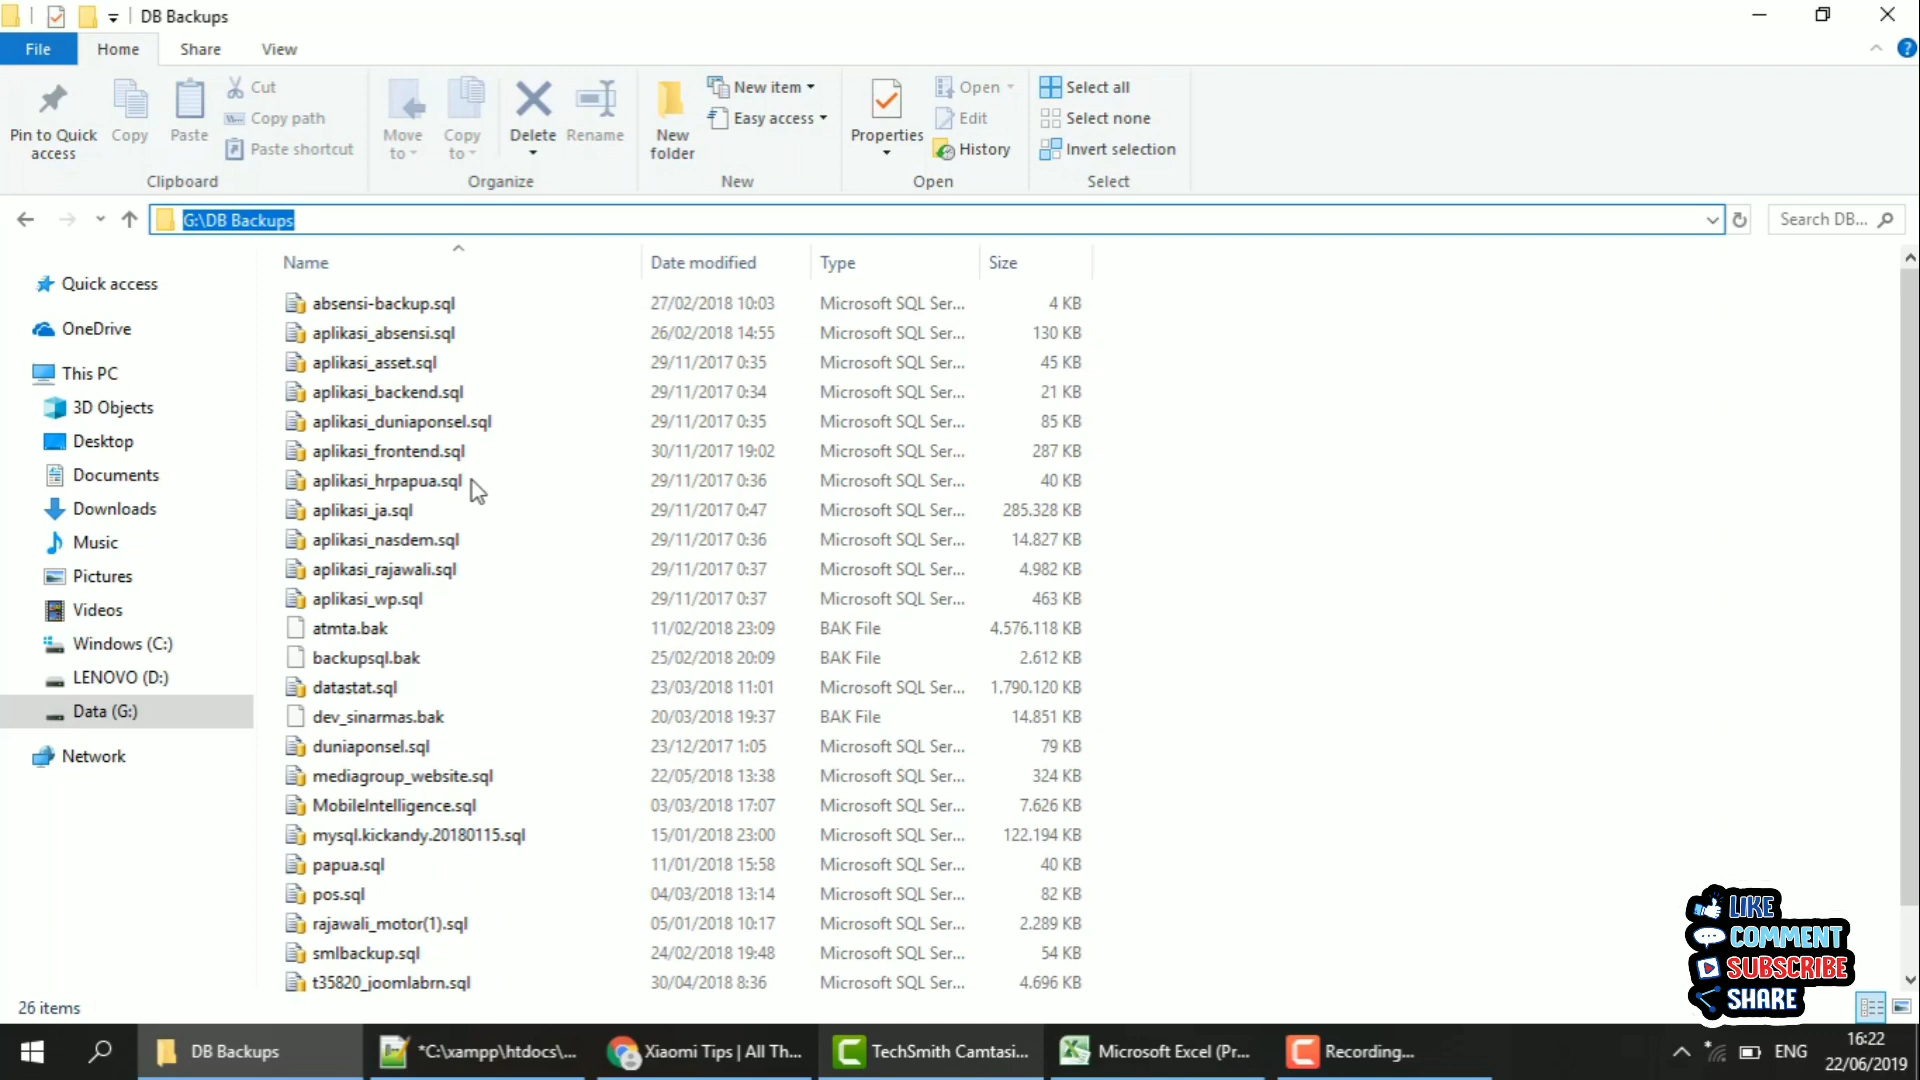 DB Backups
File Home Share View
Pin to Quick access
Copy
Paste
Cut
Copy path
Paste shortcut
Clipboard
Move to
Copy to
Delete
Rename
Organize
New folder
New item
Easy access
New
Properties
Open
Edit
History
Open
Select all
Select none
Invert selection
Select
G:\DB Backups
Search DB...
Quick access
OneDrive
This PC
3D Objects
Desktop
Documents
Downloads
Music
Pictures
Videos
Windows (C:)
LENOVO (D:)
Data (G:)
Network
Name Date modified Type Size
absensi-backup.sql 27/02/2018 10:03 Microsoft SQL Ser... 4 KB
aplikasi_absensi.sql 26/02/2018 14:55 Microsoft SQL Ser... 130 KB
aplikasi_asset.sql 29/11/2017 0:35 Microsoft SQL Ser... 45 KB
aplikasi_backend.sql 29/11/2017 0:34 Microsoft SQL Ser... 21 KB
aplikasi_duniaponsel.sql 29/11/2017 0:35 Microsoft SQL Ser... 85 KB
aplikasi_frontend.sql 30/11/2017 19:02 Microsoft SQL Ser... 287 KB
aplikasi_hrpapua.sql 29/11/2017 0:36 Microsoft SQL Ser... 40 KB
aplikasi_ja.sql 29/11/2017 0:47 Microsoft SQL Ser... 285.328 KB
aplikasi_nasdem.sql 29/11/2017 0:36 Microsoft SQL Ser... 14.827 KB
aplikasi_rajawali.sql 29/11/2017 0:37 Microsoft SQL Ser... 4.982 KB
aplikasi_wp.sql 29/11/2017 0:37 Microsoft SQL Ser... 463 KB
atmta.bak 11/02/2018 23:09 BAK File 4.576.118 KB
backupsql.bak 25/02/2018 20:09 BAK File 2.612 KB
datastat.sql 23/03/2018 11:01 Microsoft SQL Ser... 1.790.120 KB
dev_sinarmas.bak 20/03/2018 19:37 BAK File 14.851 KB
duniaponsel.sql 23/12/2017 1:05 Microsoft SQL Ser... 79 KB
mediagroup_website.sql 22/05/2018 13:38 Microsoft SQL Ser... 324 KB
MobileIntelligence.sql 03/03/2018 17:07 Microsoft SQL Ser... 7.626 KB
mysql.kickandy.20180115.sql 15/01/2018 23:00 Microsoft SQL Ser... 122.194 KB
papua.sql 11/01/2018 15:58 Microsoft SQL Ser... 40 KB
pos.sql 04/03/2018 13:14 Microsoft SQL Ser... 82 KB
rajawali_motor(1).sql 05/01/2018 10:17 Microsoft SQL Ser... 2.289 KB
smlbackup.sql 24/02/2018 19:48 Microsoft SQL Ser... 54 KB
t35820_joomlabrn.sql 30/04/2018 8:36 Microsoft SQL Ser... 4.696 KB
LIKE
COMMENT
SUBSCRIBE
SHARE
26 items
DB Backups
*C:\xampp\htdocs\...
Xiaomi Tips | All Th...
TechSmith Camtasi...
Microsoft Excel (Pr...
Recording...
ENG
16:22
22/06/2019